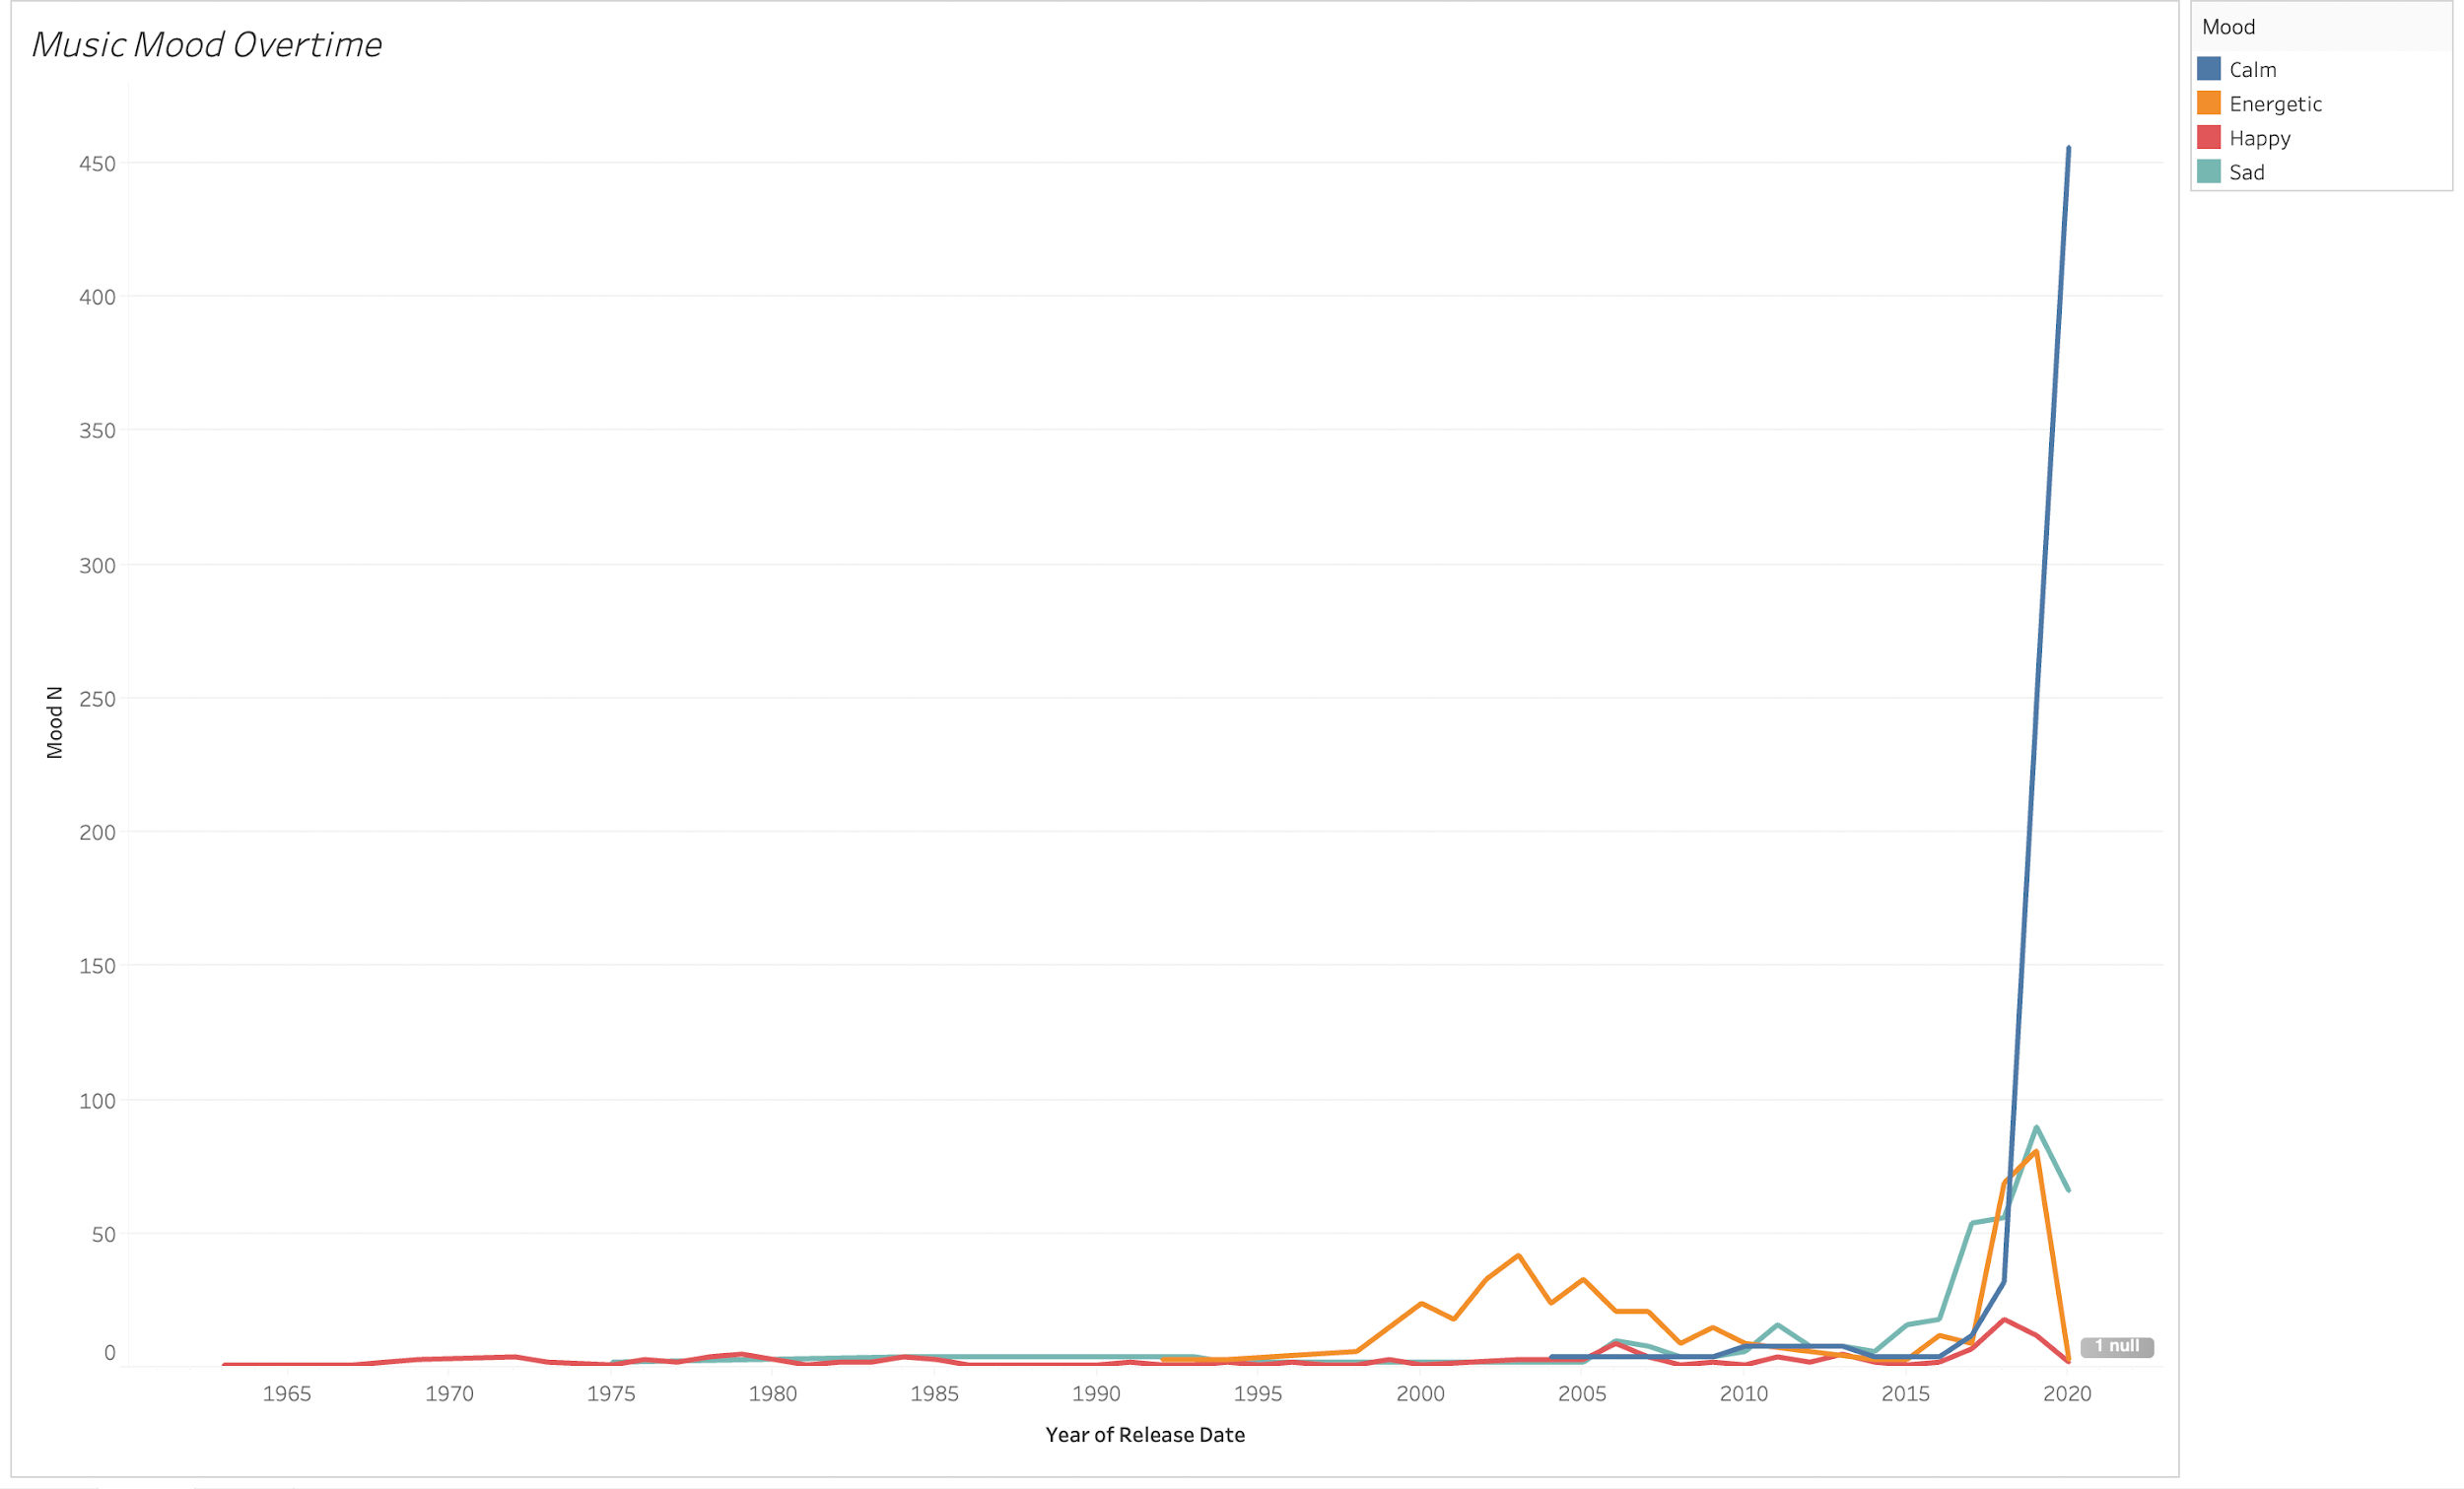 Music Mood Overtime
Mood
Calm
Energetic
Happy
Sad
450
400
350
300
250
200
150
100
50
0
Mood N
1 null
1965 1970 1975 1980 1985 1990 1995 2000 2005 2010 2015 2020
Year of Release Date